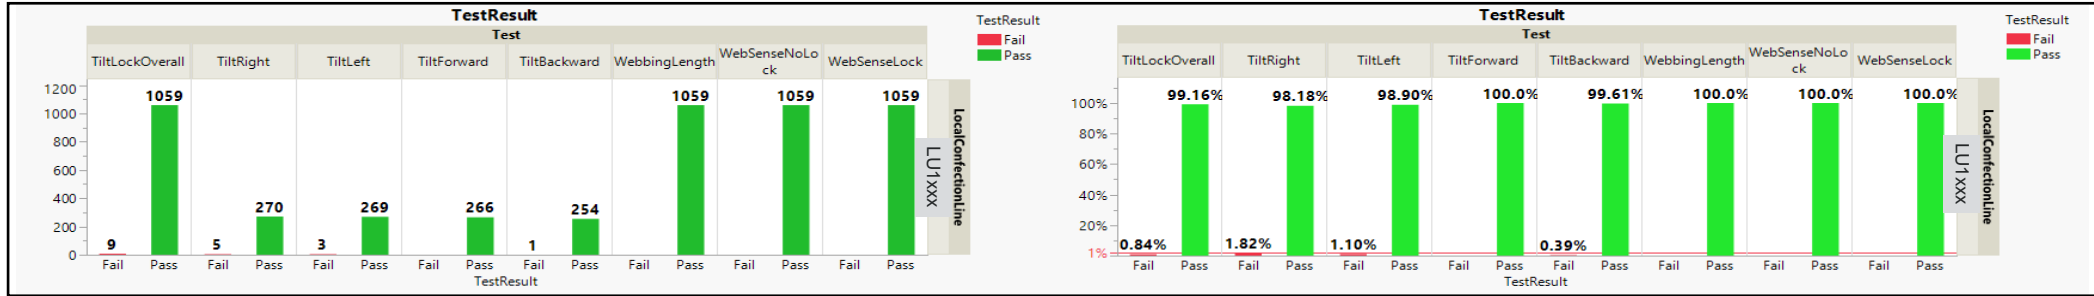 TestResult
Test
TiltLockOverall TiltRight TiltLeft TiltForward TiltBackward WebbingLength WebSenseNoLo
ck WebSenseLock
1200
1000
800
600
400
200
0
9 1059 5 270 3 269 266 1 254 1059 1059 1059
Fail Pass Fail Pass Fail Pass Fail Pass Fail Pass Fail Pass Fail Pass Fail Pass
TestResult
LU1xxx
LocalConfectionLine
TestResult
Fail
Pass
TestResult
Test
TiltLockOverall TiltRight TiltLeft TiltForward TiltBackward WebbingLength WebSenseNoLo
ck WebSenseLock
100%
80%
60%
40%
20%
1%
0.84% 99.16% 1.82% 98.18% 1.10% 98.90% 100.0% 0.39% 99.61% 100.0% 100.0% 100.0%
Fail Pass Fail Pass Fail Pass Fail Pass Fail Pass Fail Pass Fail Pass Fail Pass
TestResult
LU1xxx
LocalConfectionLine
TestResult
Fail
Pass